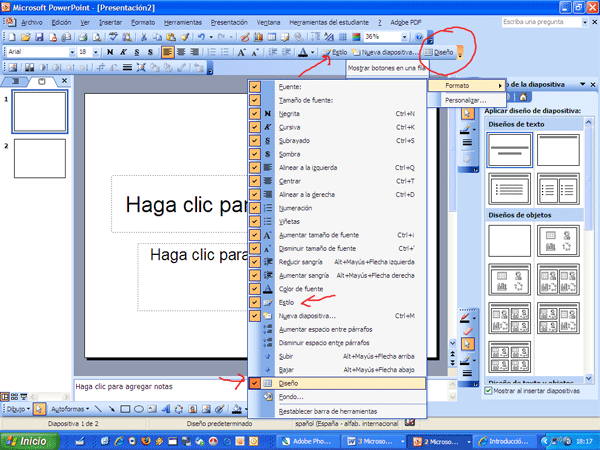 Microsoft PowerPoint - [Presentación2]
Archivo Edición Ver Insertar Formato Herramientas Presentación Ventana Herramientas del estudiante ? Adobe PDF Escriba una pregunta
36%
Arial 18 N K S S Estilo Nueva diapositiva... Diseño
Mostrar botones en una fila
Formato
Personalizar...
Fuente:
Tamaño de fuente:
Negrita Ctrl+N
Cursiva Ctrl+K
Subrayado Ctrl+S
Sombra
Alinear a la izquierda Ctrl+Q
Centrar Ctrl+T
Alinear a la derecha Ctrl+D
Numeración
Viñetas
Aumentar tamaño de fuente Ctrl+i
Disminuir tamaño de fuente Ctrl+'
Reducir sangría Alt+Mayús+Flecha izquierda
Aumentar sangría Alt+Mayús+Flecha derecha
Color de fuente
Estilo
Nueva diapositiva... Ctrl+M
Aumentar espacio entre párrafos
Disminuir espacio entre párrafos
Subir Alt+Mayús+Flecha arriba
Bajar Alt+Mayús+Flecha abajo
Diseño
Fondo...
Restablecer barra de herramientas
1
2
Haga clic para
Haga clic para
Haga clic para agregar notas
de la diapositiva
Aplicar diseño de diapositiva:
Diseños de texto
Diseños de objetos
Diseños de texto y objetos
Mostrar al insertar diapositivas
Dibujo Autoformas
Diapositiva 1 de 2 Diseño predeterminado spañol (España - alfab. internacional
Inicio Adobe Pho... 3 Microso... 2 Microso... Introducció... 18:17